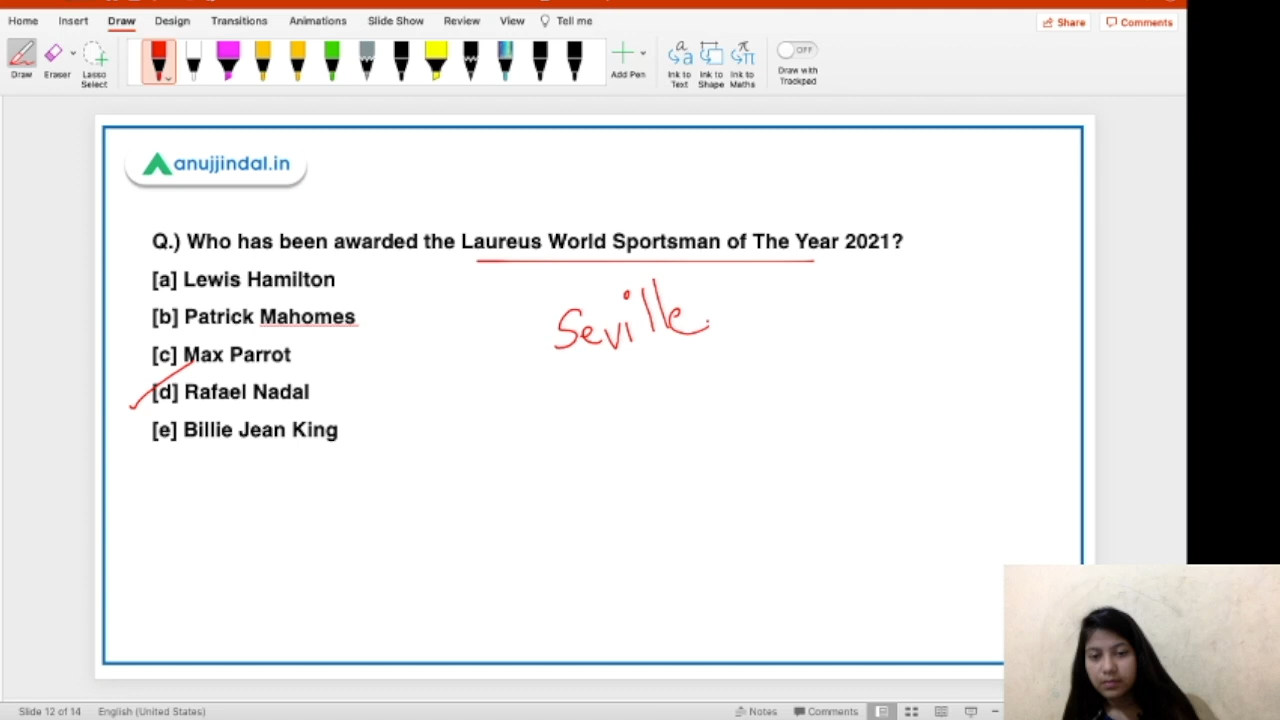 Home Insert Draw Design Transitions Animations Slide Show Review View Tell me Share Comments
OFF
Draw Eraser Lasso Select Add Pen Ink to Text Ink to Shape Ink to Maths Draw with Trackpad
anujjindal.in
Q.) Who has been awarded the Laureus World Sportsman of The Year 2021?
[a] Lewis Hamilton
[b] Patrick Mahomes
[c] Max Parrot
[d] Rafael Nadal
[e] Billie Jean King
Seville
Slide 12 of 14 English (United States) Notes Comments